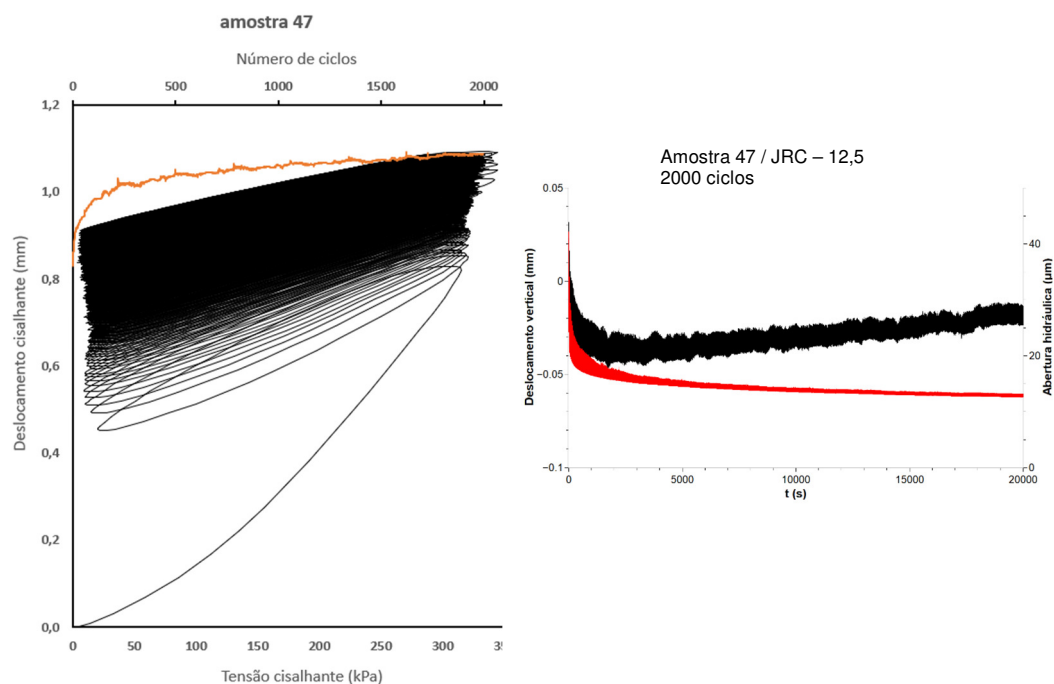 amostra 47
Número de ciclos
0 500 1000 1500 2000
1,2
1,0
0,8
0,6
0,4
0,2
0,0
Deslocamento cisalhante (mm)
0 50 100 150 200 250 300 35
Tensão cisalhante (kPa)
Amostra 47 / JRC – 12,5
2000 ciclos
0.05
0
−0.05
−0.1
Deslocamento vertical (mm)
40
20
0
Abertura hidráulica (µm)
0 5000 10000 15000 20000
t (s)